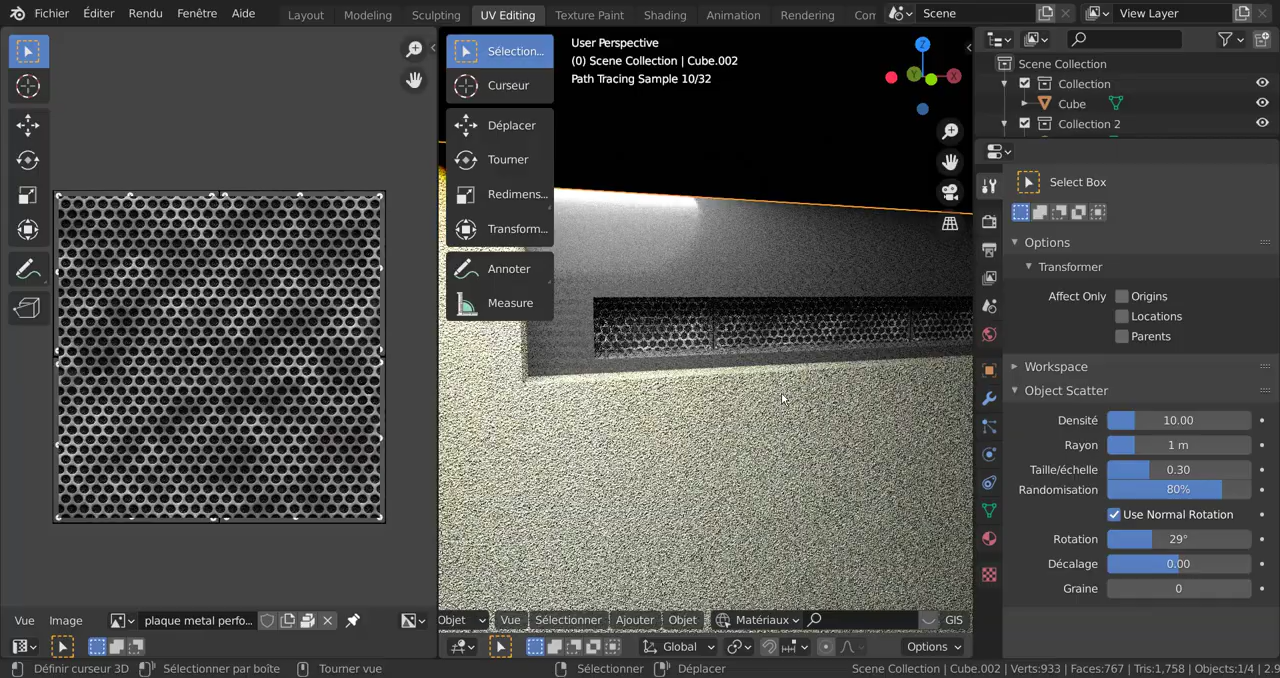 Fichier Éditer Rendu Fenêtre Aide Layout Modeling Sculpting UV Editing Texture Paint Shading Animation Rendering Com Scene View Layer
Sélection...
Curseur
Déplacer
Tourner
Redimens...
Transform...
Annoter
Measure
User Perspective
(0) Scene Collection | Cube.002
Path Tracing Sample 10/32
Z
Y
X
Scene Collection
Collection
Cube
Collection 2
Select Box
Options
Transformer
Affect Only Origins
Locations
Parents
Workspace
Object Scatter
Densité 10.00
Rayon 1 m
Taille/échelle 0.30
Randomisation 80%
Use Normal Rotation
Rotation 29°
Décalage 0.00
Graine 0
Vue Image plaque metal perfo...
Objet Vue Sélectionner Ajouter Objet Matériaux GIS
Global Options
Définir curseur 3D Sélectionner par boîte Tourner vue Sélectionner Déplacer Scene Collection | Cube.002 | Verts:933 | Faces:767 | Tris:1,758 | Objects:1/4 | 2.9